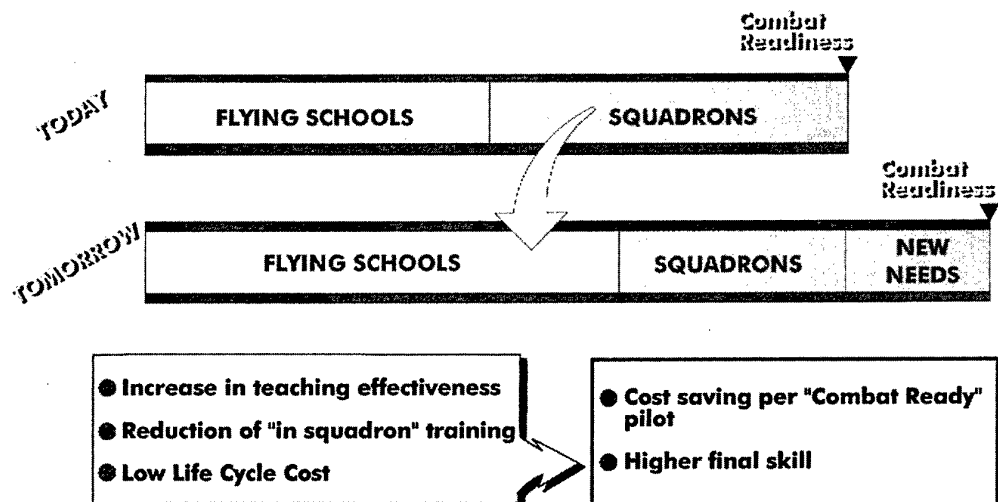 Combat
Readiness
TODAY
FLYING SCHOOLS
SQUADRONS
Combat
Readiness
TOMORROW
FLYING SCHOOLS
SQUADRONS
NEW
NEEDS
● Increase in teaching effectiveness
● Reduction of "in squadron" training
● Low Life Cycle Cost
● Cost saving per "Combat Ready"
pilot
● Higher final skill